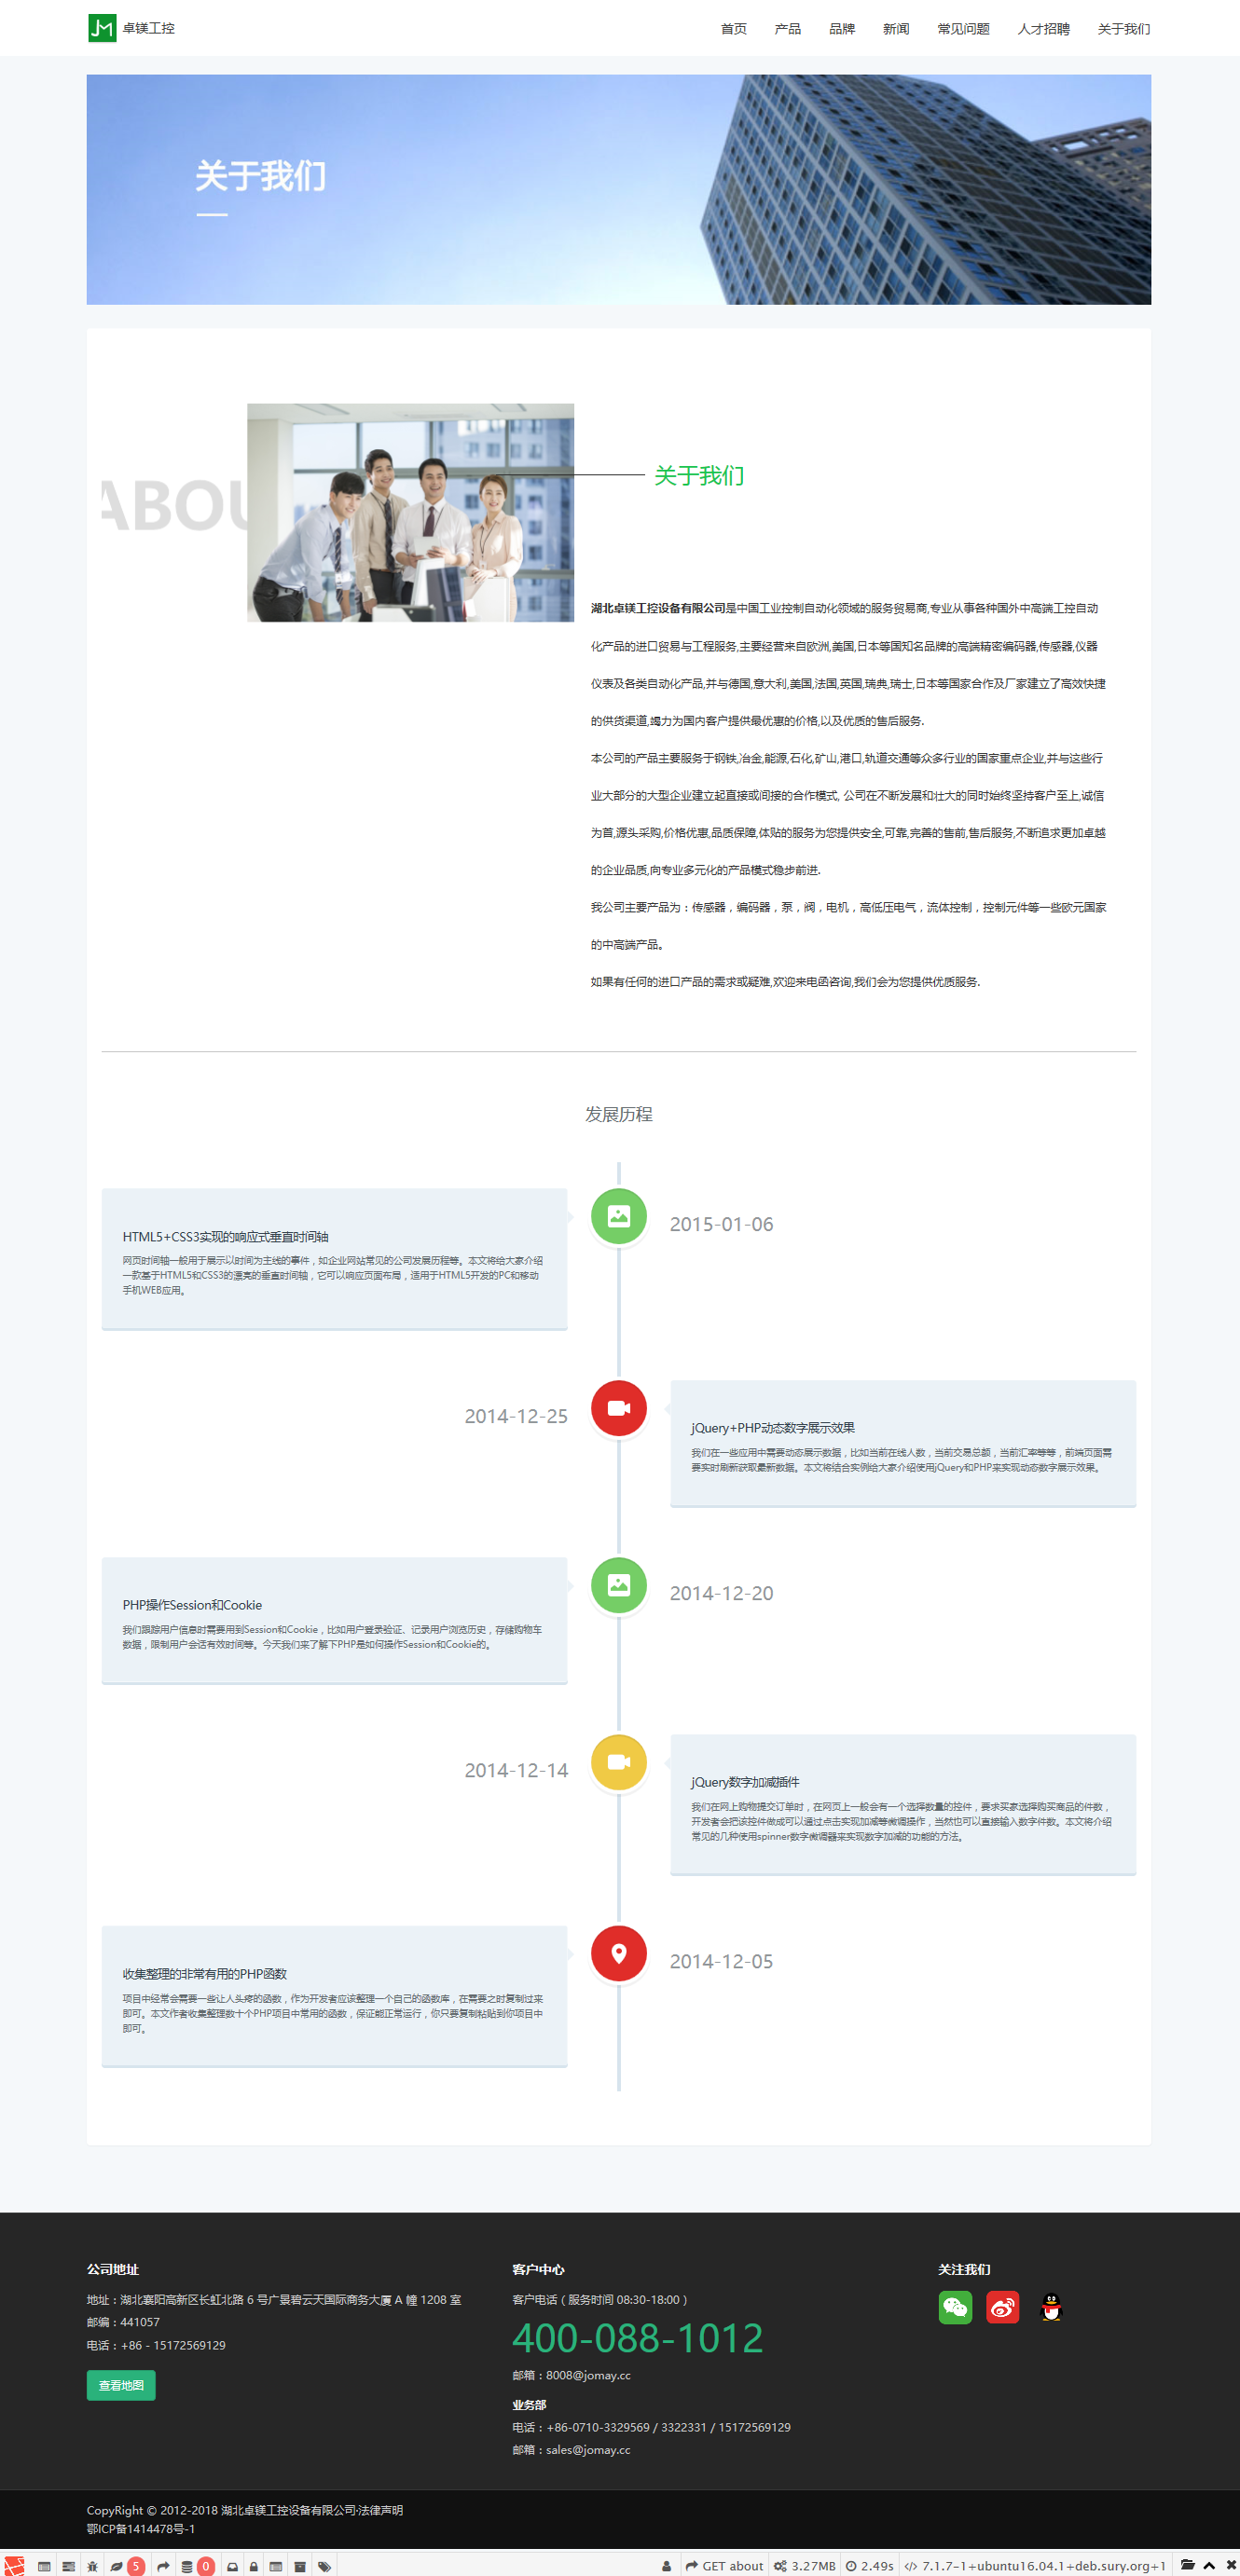 卓镁工控
首页 产品 品牌 新闻 常见问题 人才招聘 关于我们
关于我们
ABOU
关于我们
湖北卓镁工控设备有限公司是中国工业控制自动化领域的服务贸易商,专业从事各种国外中高端工控自动
化产品的进口贸易与工程服务,主要经营来自欧洲,美国,日本等国知名品牌的高端精密编码器,传感器,仪器
仪表及各类自动化产品,并与德国,意大利,美国,法国,英国,瑞典,瑞士,日本等国家合作及厂家建立了高效快捷
的供货渠道,竭力为国内客户提供最优惠的价格,以及优质的售后服务.
本公司的产品主要服务于钢铁,冶金,能源,石化,矿山,港口,轨道交通等众多行业的国家重点企业,并与这些行
业大部分的大型企业建立起直接或间接的合作模式, 公司在不断发展和壮大的同时始终坚持客户至上,诚信
为首,源头采购,价格优惠,品质保障,体贴的服务为您提供安全,可靠,完善的售前,售后服务,不断追求更加卓越
的企业品质,向专业多元化的产品模式稳步前进.
我公司主要产品为：传感器，编码器，泵，阀，电机，高低压电气，流体控制，控制元件等一些欧元国家
的中高端产品。
如果有任何的进口产品的需求或疑难,欢迎来电函咨询,我们会为您提供优质服务.
发展历程
HTML5+CSS3实现的响应式垂直时间轴
网页时间轴一般用于展示以时间为主线的事件，如企业网站常见的公司发展历程等。本文将给大家介绍
一款基于HTML5和CSS3的漂亮的垂直时间轴，它可以响应页面布局，适用于HTML5开发的PC和移动
手机WEB应用。
2015-01-06
2014-12-25
jQuery+PHP动态数字展示效果
我们在一些应用中需要动态展示数据，比如当前在线人数，当前交易总额，当前汇率等等，前端页面需
要实时刷新获取最新数据。本文将结合实例给大家介绍使用jQuery和PHP来实现动态数字展示效果。
PHP操作Session和Cookie
我们跟踪用户信息时需要用到Session和Cookie，比如用户登录验证、记录用户浏览历史，存储购物车
数据，限制用户会话有效时间等。今天我们来了解下PHP是如何操作Session和Cookie的。
2014-12-20
2014-12-14
jQuery数字加减插件
我们在网上购物提交订单时，在网页上一般会有一个选择数量的控件，要求买家选择购买商品的件数，
开发者会把该控件做成可以通过点击实现加减等微调操作，当然也可以直接输入数字件数。本文将介绍
常见的几种使用spinner数字微调器来实现数字加减的功能的方法。
收集整理的非常有用的PHP函数
项目中经常会需要一些让人头疼的函数，作为开发者应该整理一个自己的函数库，在需要之时复制过来
即可。本文作者收集整理数十个PHP项目中常用的函数，保证能正常运行，你只要复制粘贴到你项目中
即可。
2014-12-05
公司地址
地址：湖北襄阳高新区长虹北路 6 号广景碧云天国际商务大厦 A 幢 1208 室
邮编：441057
电话：+86 - 15172569129
查看地图
客户中心
客户电话（服务时间 08:30-18:00）
400-088-1012
邮箱：8008@jomay.cc
业务部
电话：+86-0710-3329569 / 3322331 / 15172569129
邮箱：sales@jomay.cc
关注我们
CopyRight © 2012-2018 湖北卓镁工控设备有限公司·法律声明
鄂ICP备1414478号-1
5 0 GET about 3.27MB 2.49s 7.1.7-1+ubuntu16.04.1+deb.sury.org+1